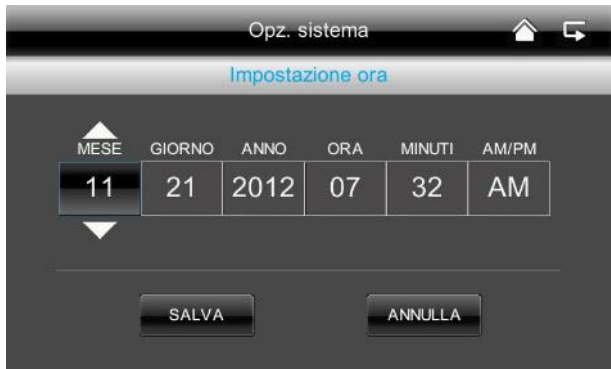 Opz. sistema
Impostazione ora
MESE GIORNO ANNO ORA MINUTI AM/PM
11 21 2012 07 32 AM
SALVA ANNULLA